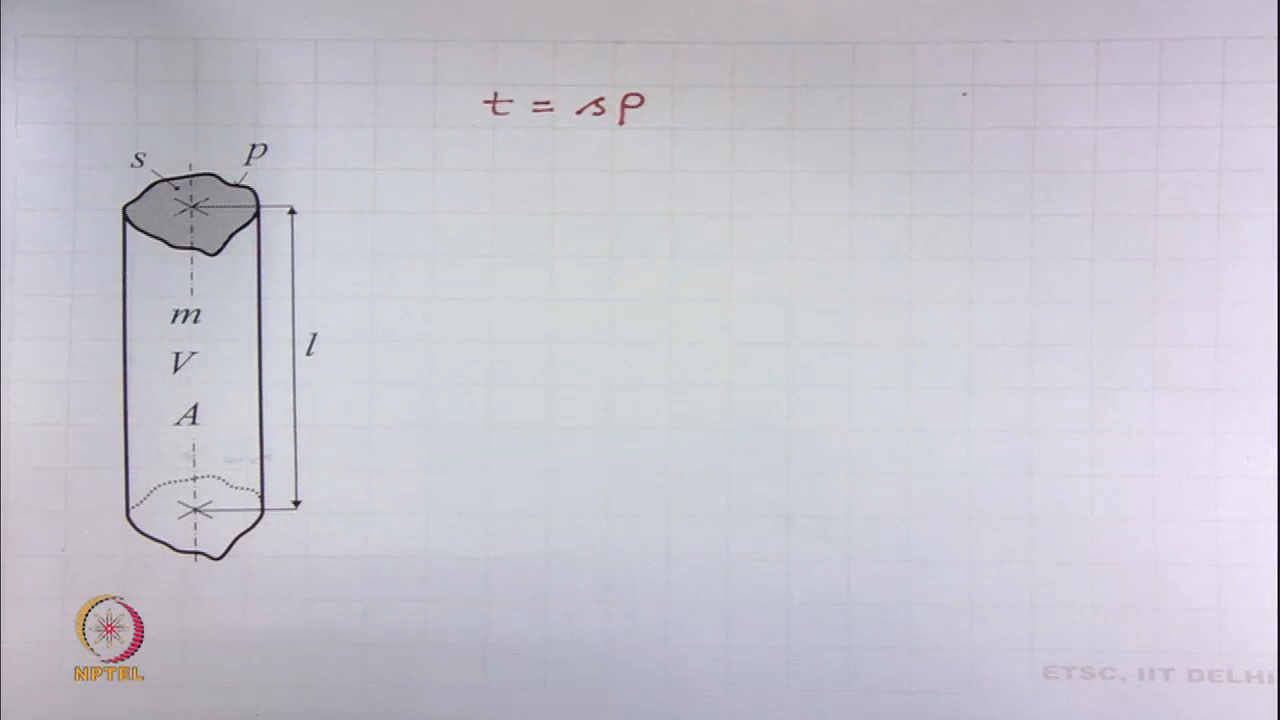 t = sρ
s
p
m
V
A
l
NPTEL
ETSC, IIT DELHI